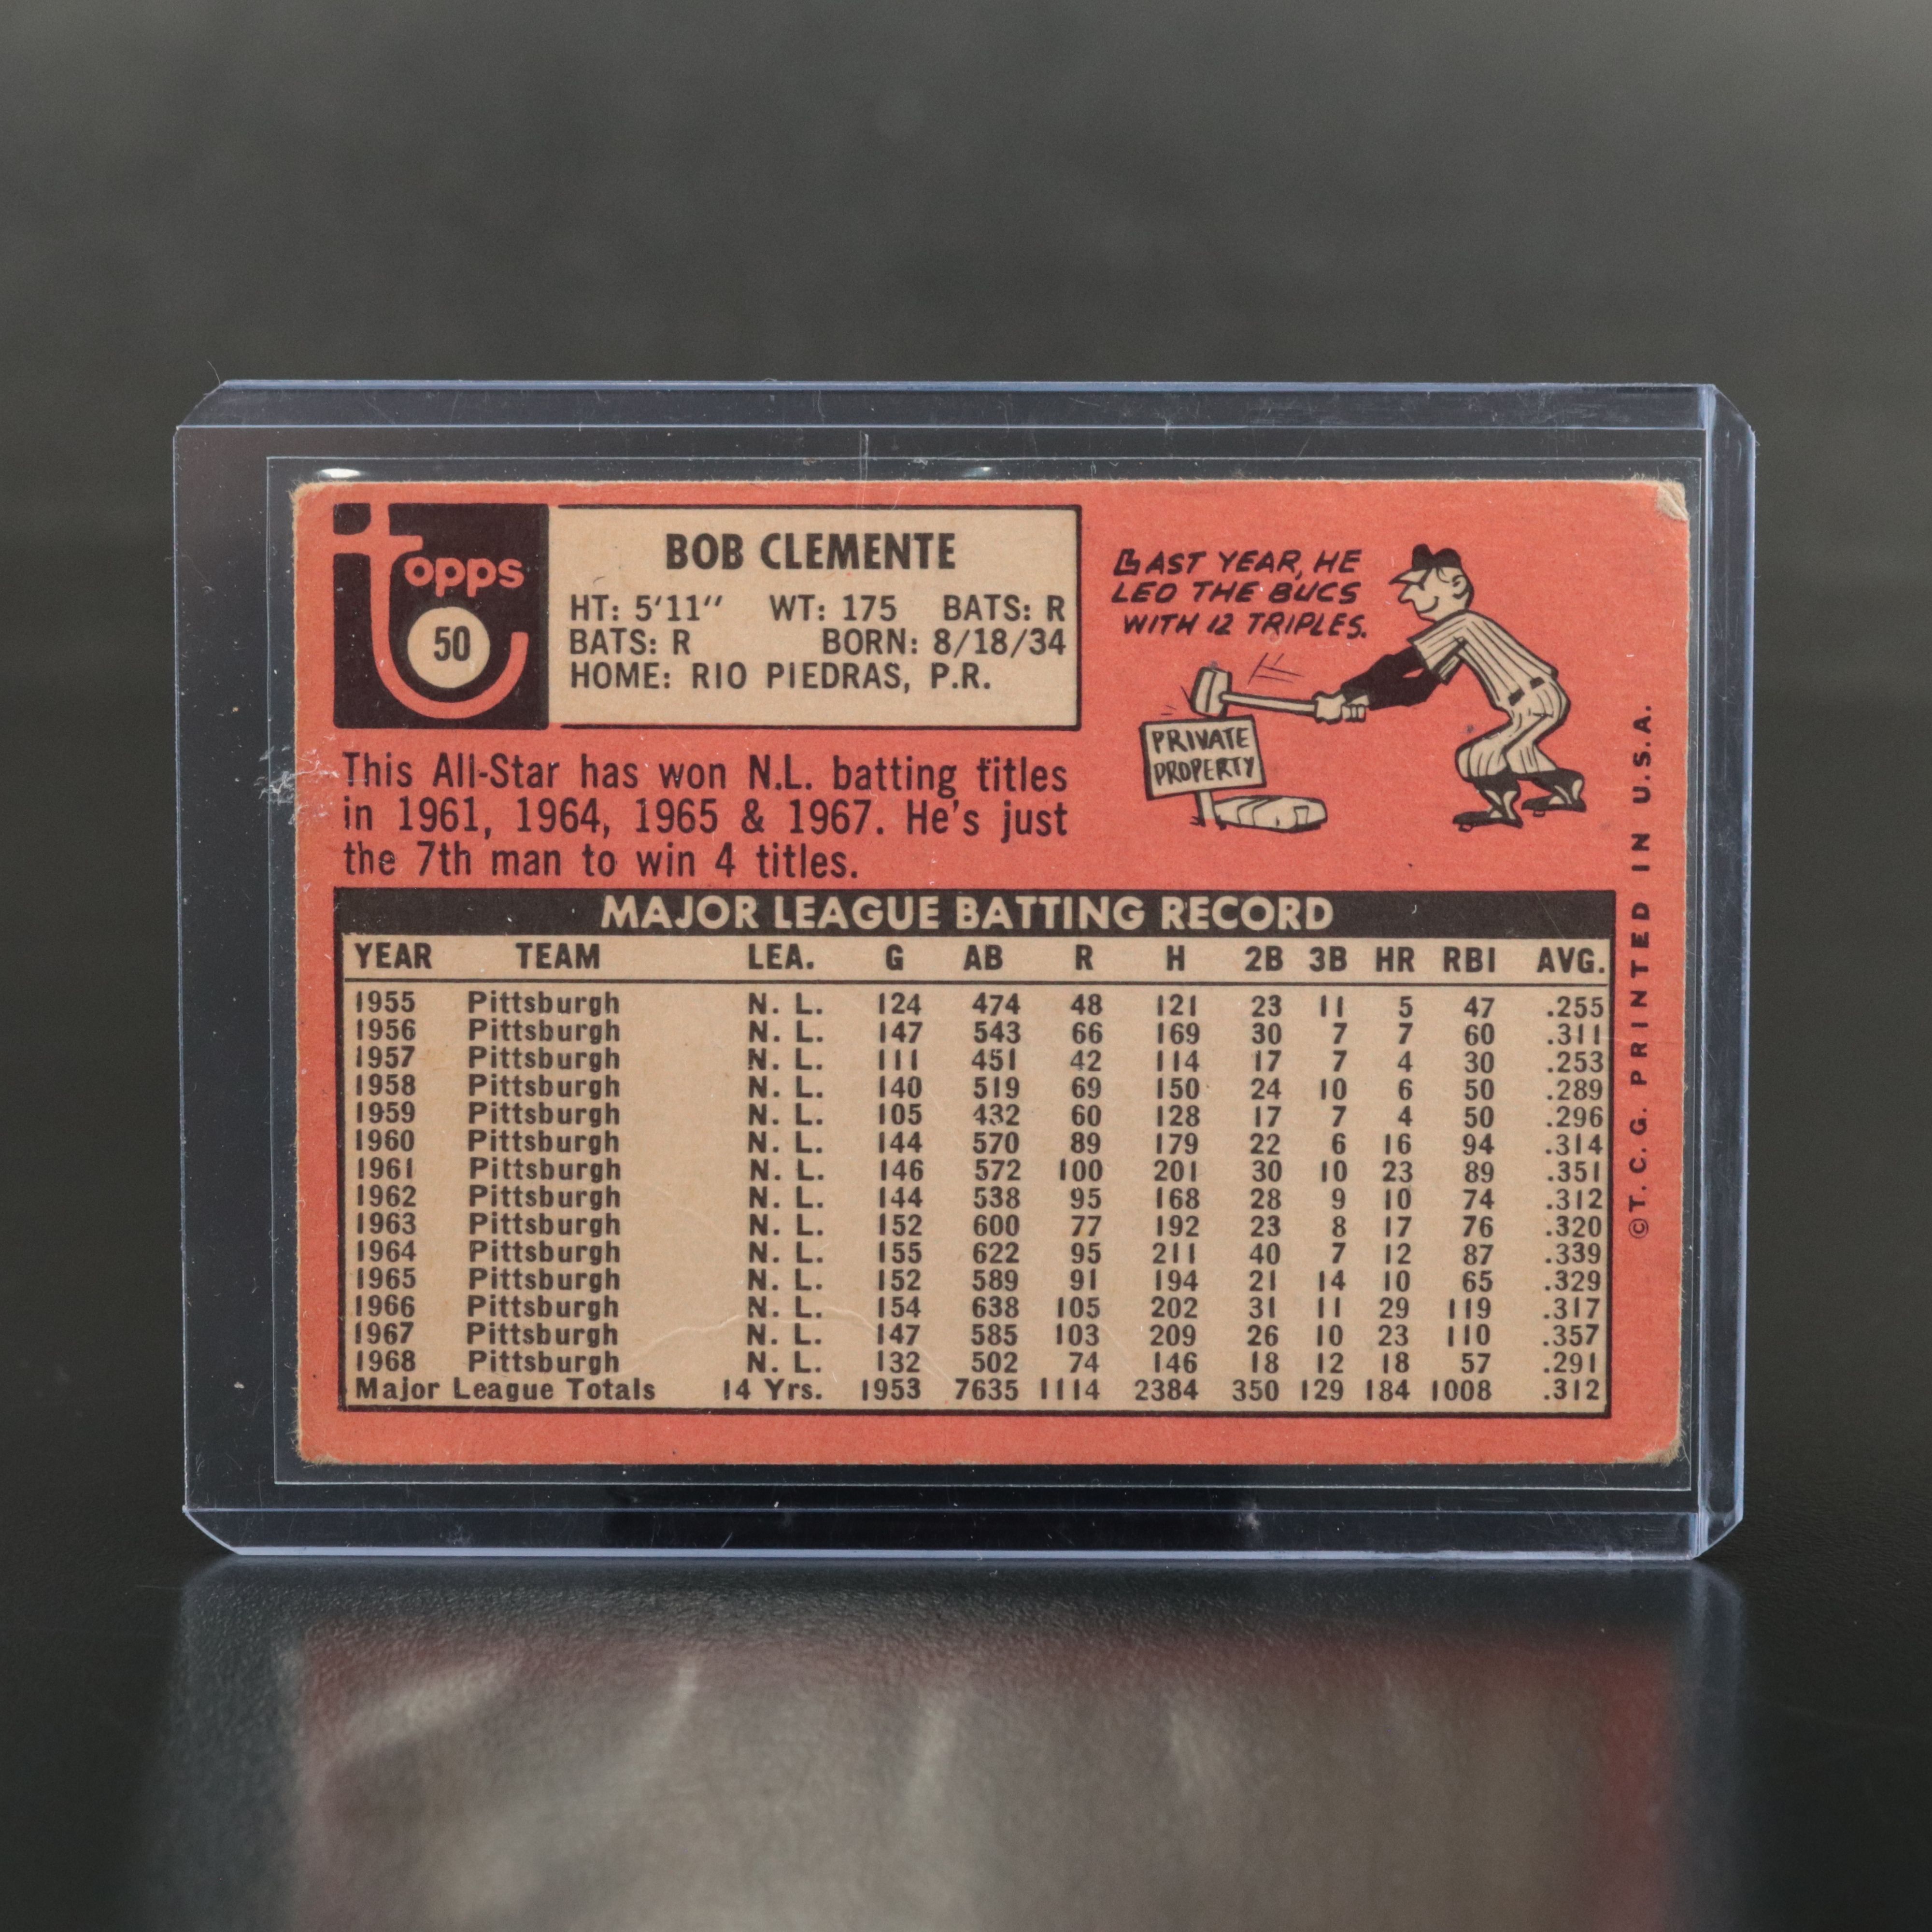 Topps
50
BOB CLEMENTE
HT: 5'11" WT: 175 BATS: R
BATS: R BORN: 8/18/34
HOME: RIO PIEDRAS, P.R.
LAST YEAR, HE
LED THE BUCS
WITH 12 TRIPLES.
PRIVATE
PROPERTY
This All-Star has won N.L. batting titles
in 1961, 1964, 1965 & 1967. He's just
the 7th man to win 4 titles.
MAJOR LEAGUE BATTING RECORD
YEAR TEAM LEA. G AB R H 2B 3B HR RBI AVG.
1955 Pittsburgh N. L. 124 474 48 121 23 11 5 47 .255
1956 Pittsburgh N. L. 147 543 66 169 30 7 7 60 .311
1957 Pittsburgh N. L. 111 451 42 114 17 7 4 30 .253
1958 Pittsburgh N. L. 140 519 69 150 24 10 6 50 .289
1959 Pittsburgh N. L. 105 432 60 128 17 7 4 50 .296
1960 Pittsburgh N. L. 144 570 89 179 22 6 16 94 .314
1961 Pittsburgh N. L. 146 572 100 201 30 10 23 89 .351
1962 Pittsburgh N. L. 144 538 95 168 28 9 10 74 .312
1963 Pittsburgh N. L. 152 600 77 192 23 8 17 76 .320
1964 Pittsburgh N. L. 155 622 95 211 40 7 12 87 .339
1965 Pittsburgh N. L. 152 589 91 194 21 14 10 65 .329
1966 Pittsburgh N. L. 154 638 105 202 31 11 29 119 .317
1967 Pittsburgh N. L. 147 585 103 209 26 10 23 110 .357
1968 Pittsburgh N. L. 132 502 74 146 18 12 18 57 .291
Major League Totals 14 Yrs. 1953 7635 1114 2384 350 129 184 1008 .312
©T. C. G. PRINTED IN U.S.A.